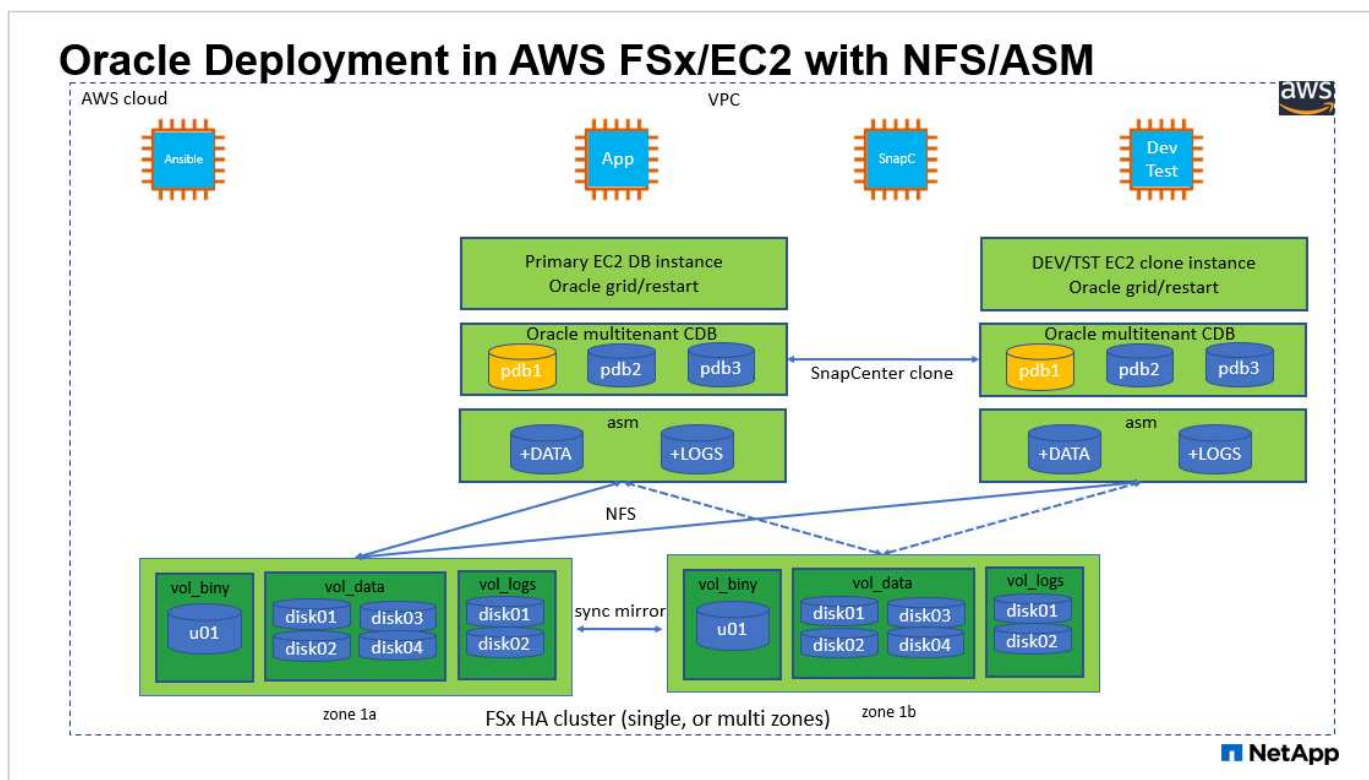 Oracle Deployment in AWS FSx/EC2 with NFS/ASM
AWS cloud
VPC
aws
Ansible
App
SnapC
Dev
Test
Primary EC2 DB instance
Oracle grid/restart
DEV/TST EC2 clone instance
Oracle grid/restart
Oracle multitenant CDB
pdb1
pdb2
pdb3
SnapCenter clone
Oracle multitenant CDB
pdb1
pdb2
pdb3
asm
+DATA
+LOGS
asm
+DATA
+LOGS
NFS
vol_biny
u01
vol_data
disk01
disk03
disk02
disk04
vol_logs
disk01
disk02
sync mirror
vol_biny
u01
vol_data
disk01
disk03
disk02
disk04
vol_logs
disk01
disk02
zone 1a
FSx HA cluster (single, or multi zones)
zone 1b
NetApp